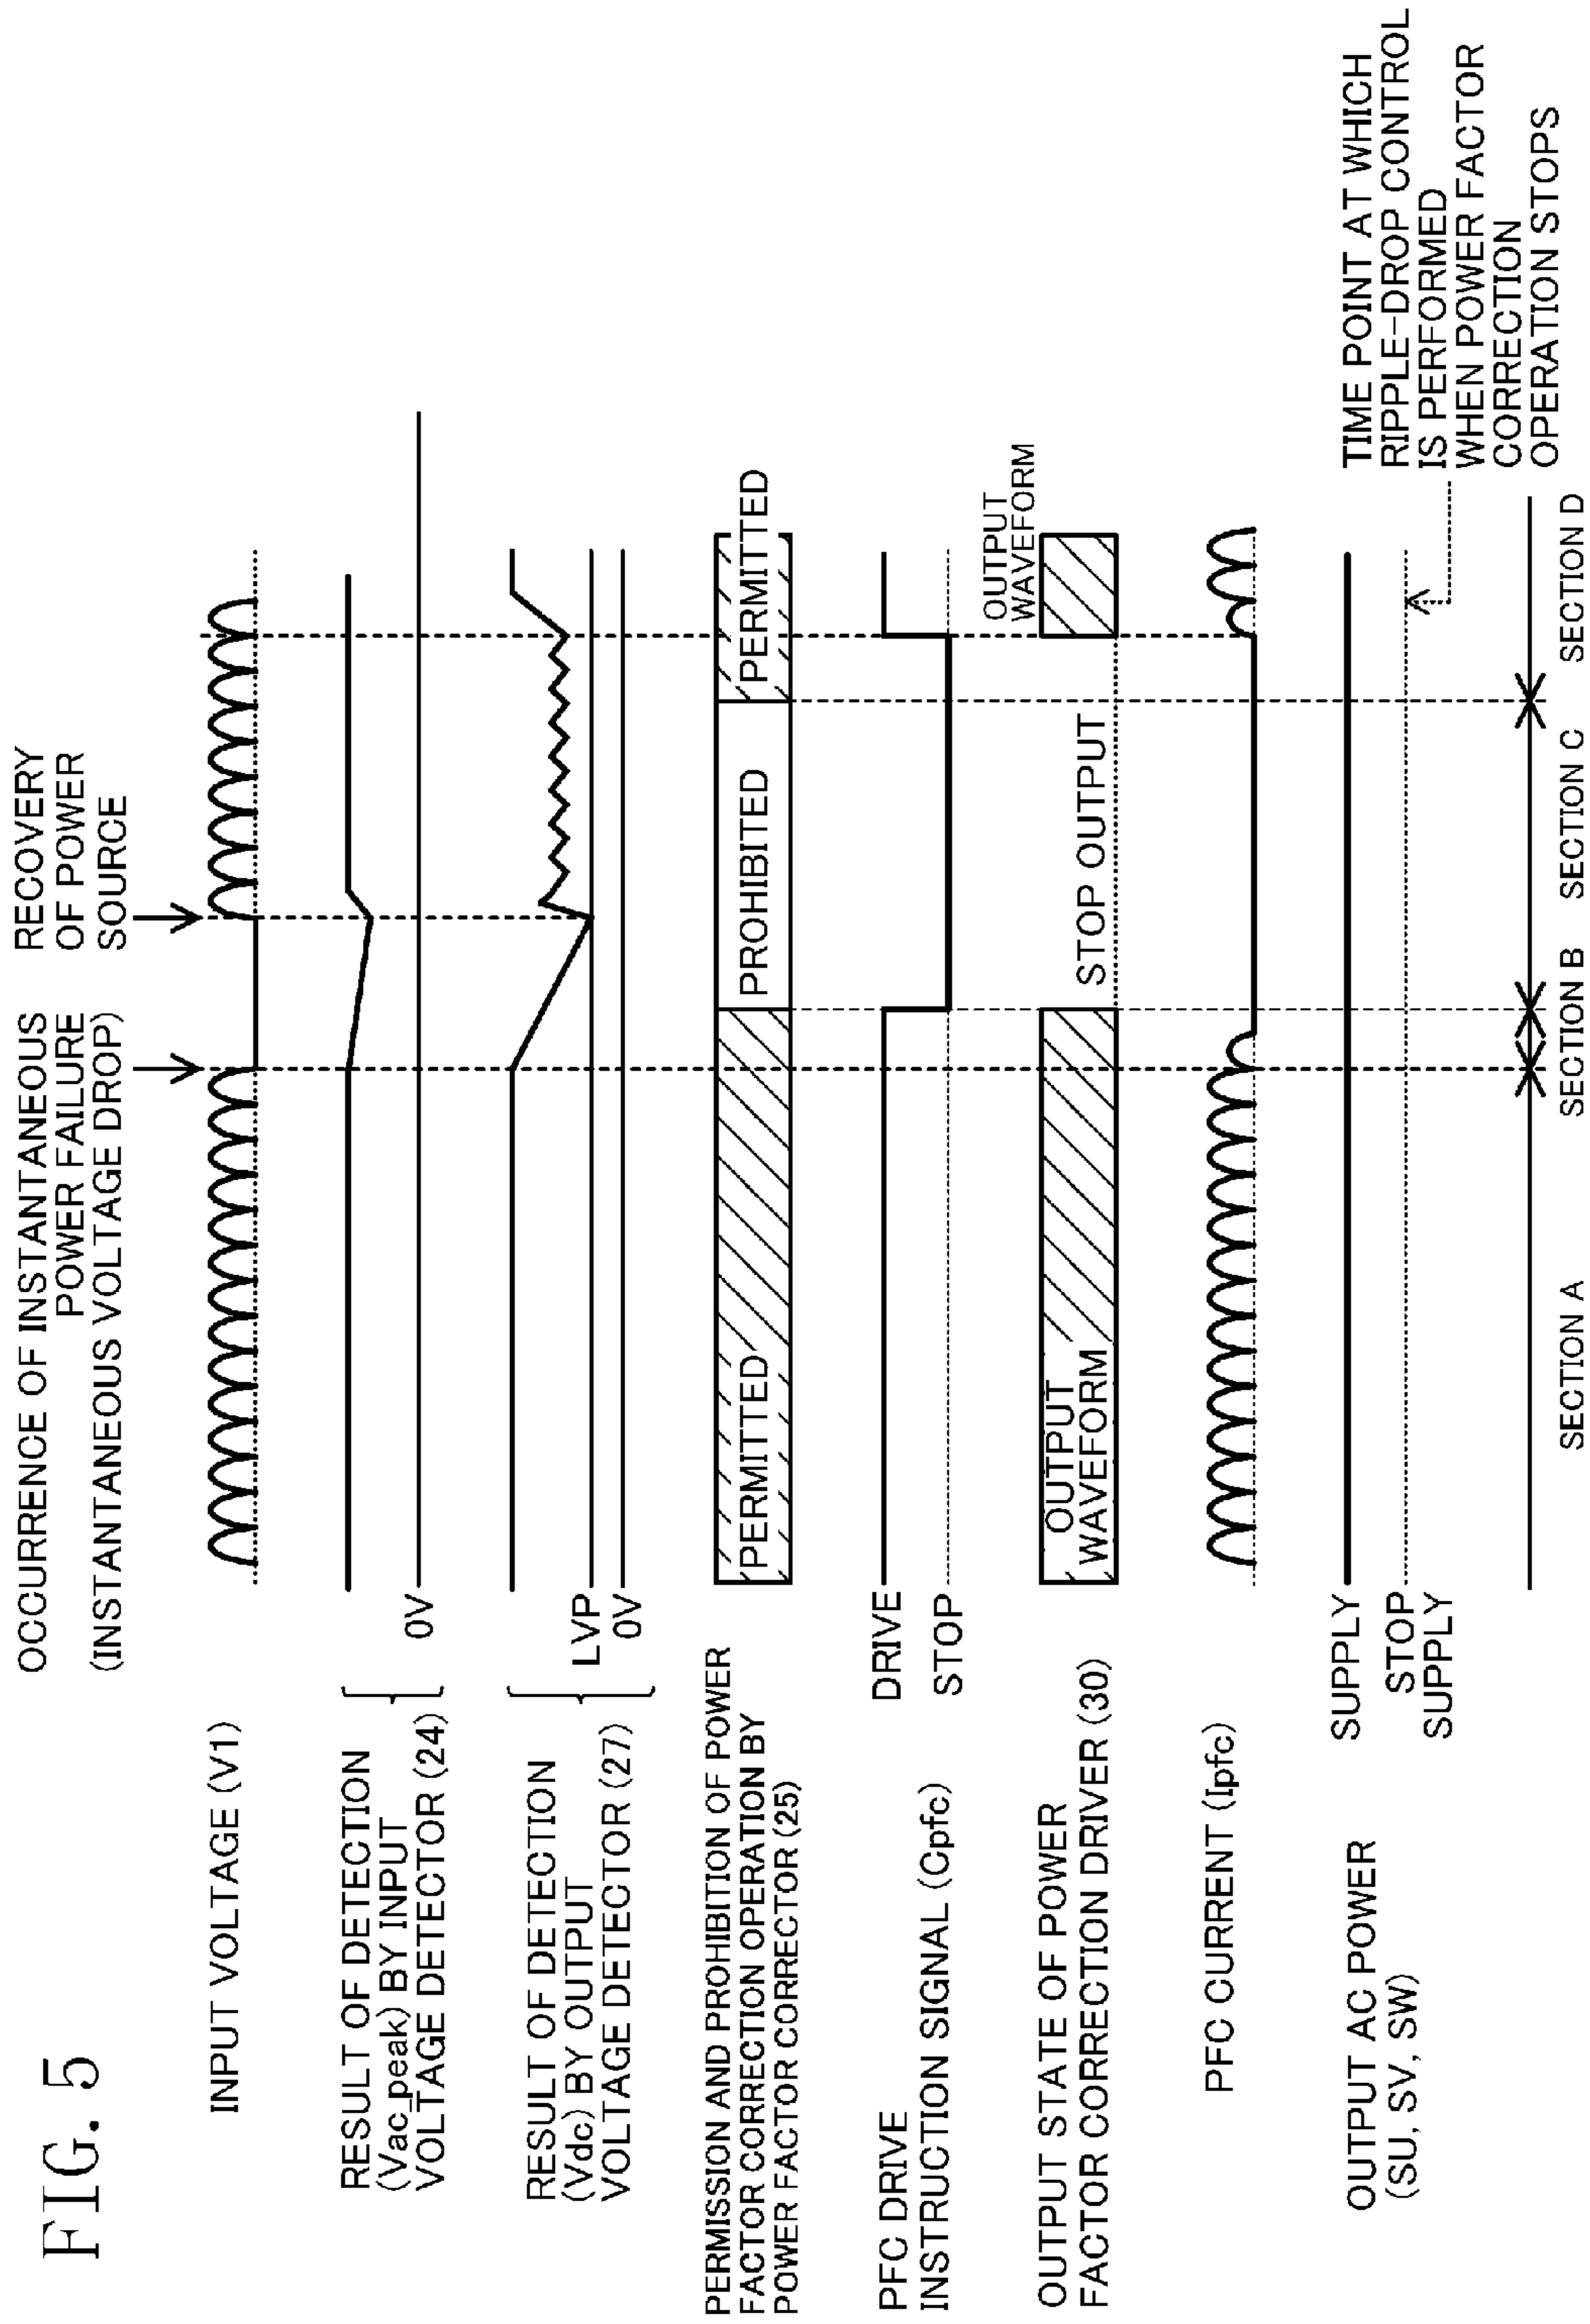 FIG. 5
OCCURRENCE OF INSTANTANEOUS
POWER FAILURE
(INSTANTANEOUS VOLTAGE DROP)
RECOVERY
OF POWER
SOURCE
INPUT VOLTAGE (V1)
RESULT OF DETECTION
(Vac_peak) BY INPUT
VOLTAGE DETECTOR (24)
0V
RESULT OF DETECTION
(Vdc) BY OUTPUT
VOLTAGE DETECTOR (27)
LVP
0V
PERMISSION AND PROHIBITION OF POWER
FACTOR CORRECTION OPERATION BY
POWER FACTOR CORRECTOR (25)
PERMITTED
PROHIBITED
PERMITTED
PFC DRIVE
INSTRUCTION SIGNAL (Cpfc)
DRIVE
STOP
OUTPUT STATE OF POWER
FACTOR CORRECTION DRIVER (30)
OUTPUT
WAVEFORM
STOP OUTPUT
OUTPUT
WAVEFORM
PFC CURRENT (Ipfc)
OUTPUT AC POWER
(SU, SV, SW)
SUPPLY
STOP
SUPPLY
TIME POINT AT WHICH
RIPPLE-DROP CONTROL
IS PERFORMED
WHEN POWER FACTOR
CORRECTION
OPERATION STOPS
SECTION A
SECTION B
SECTION C
SECTION D